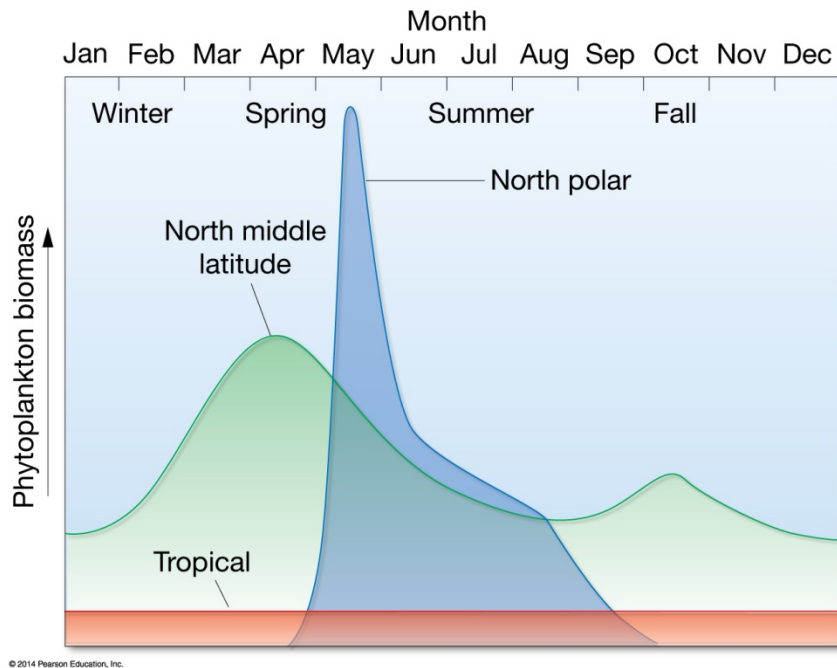 Month
Jan Feb Mar Apr May Jun Jul Aug Sep Oct Nov Dec
Winter Spring Summer Fall
North polar
North middle
latitude
Phytoplankton biomass
Tropical
© 2014 Pearson Education, Inc.